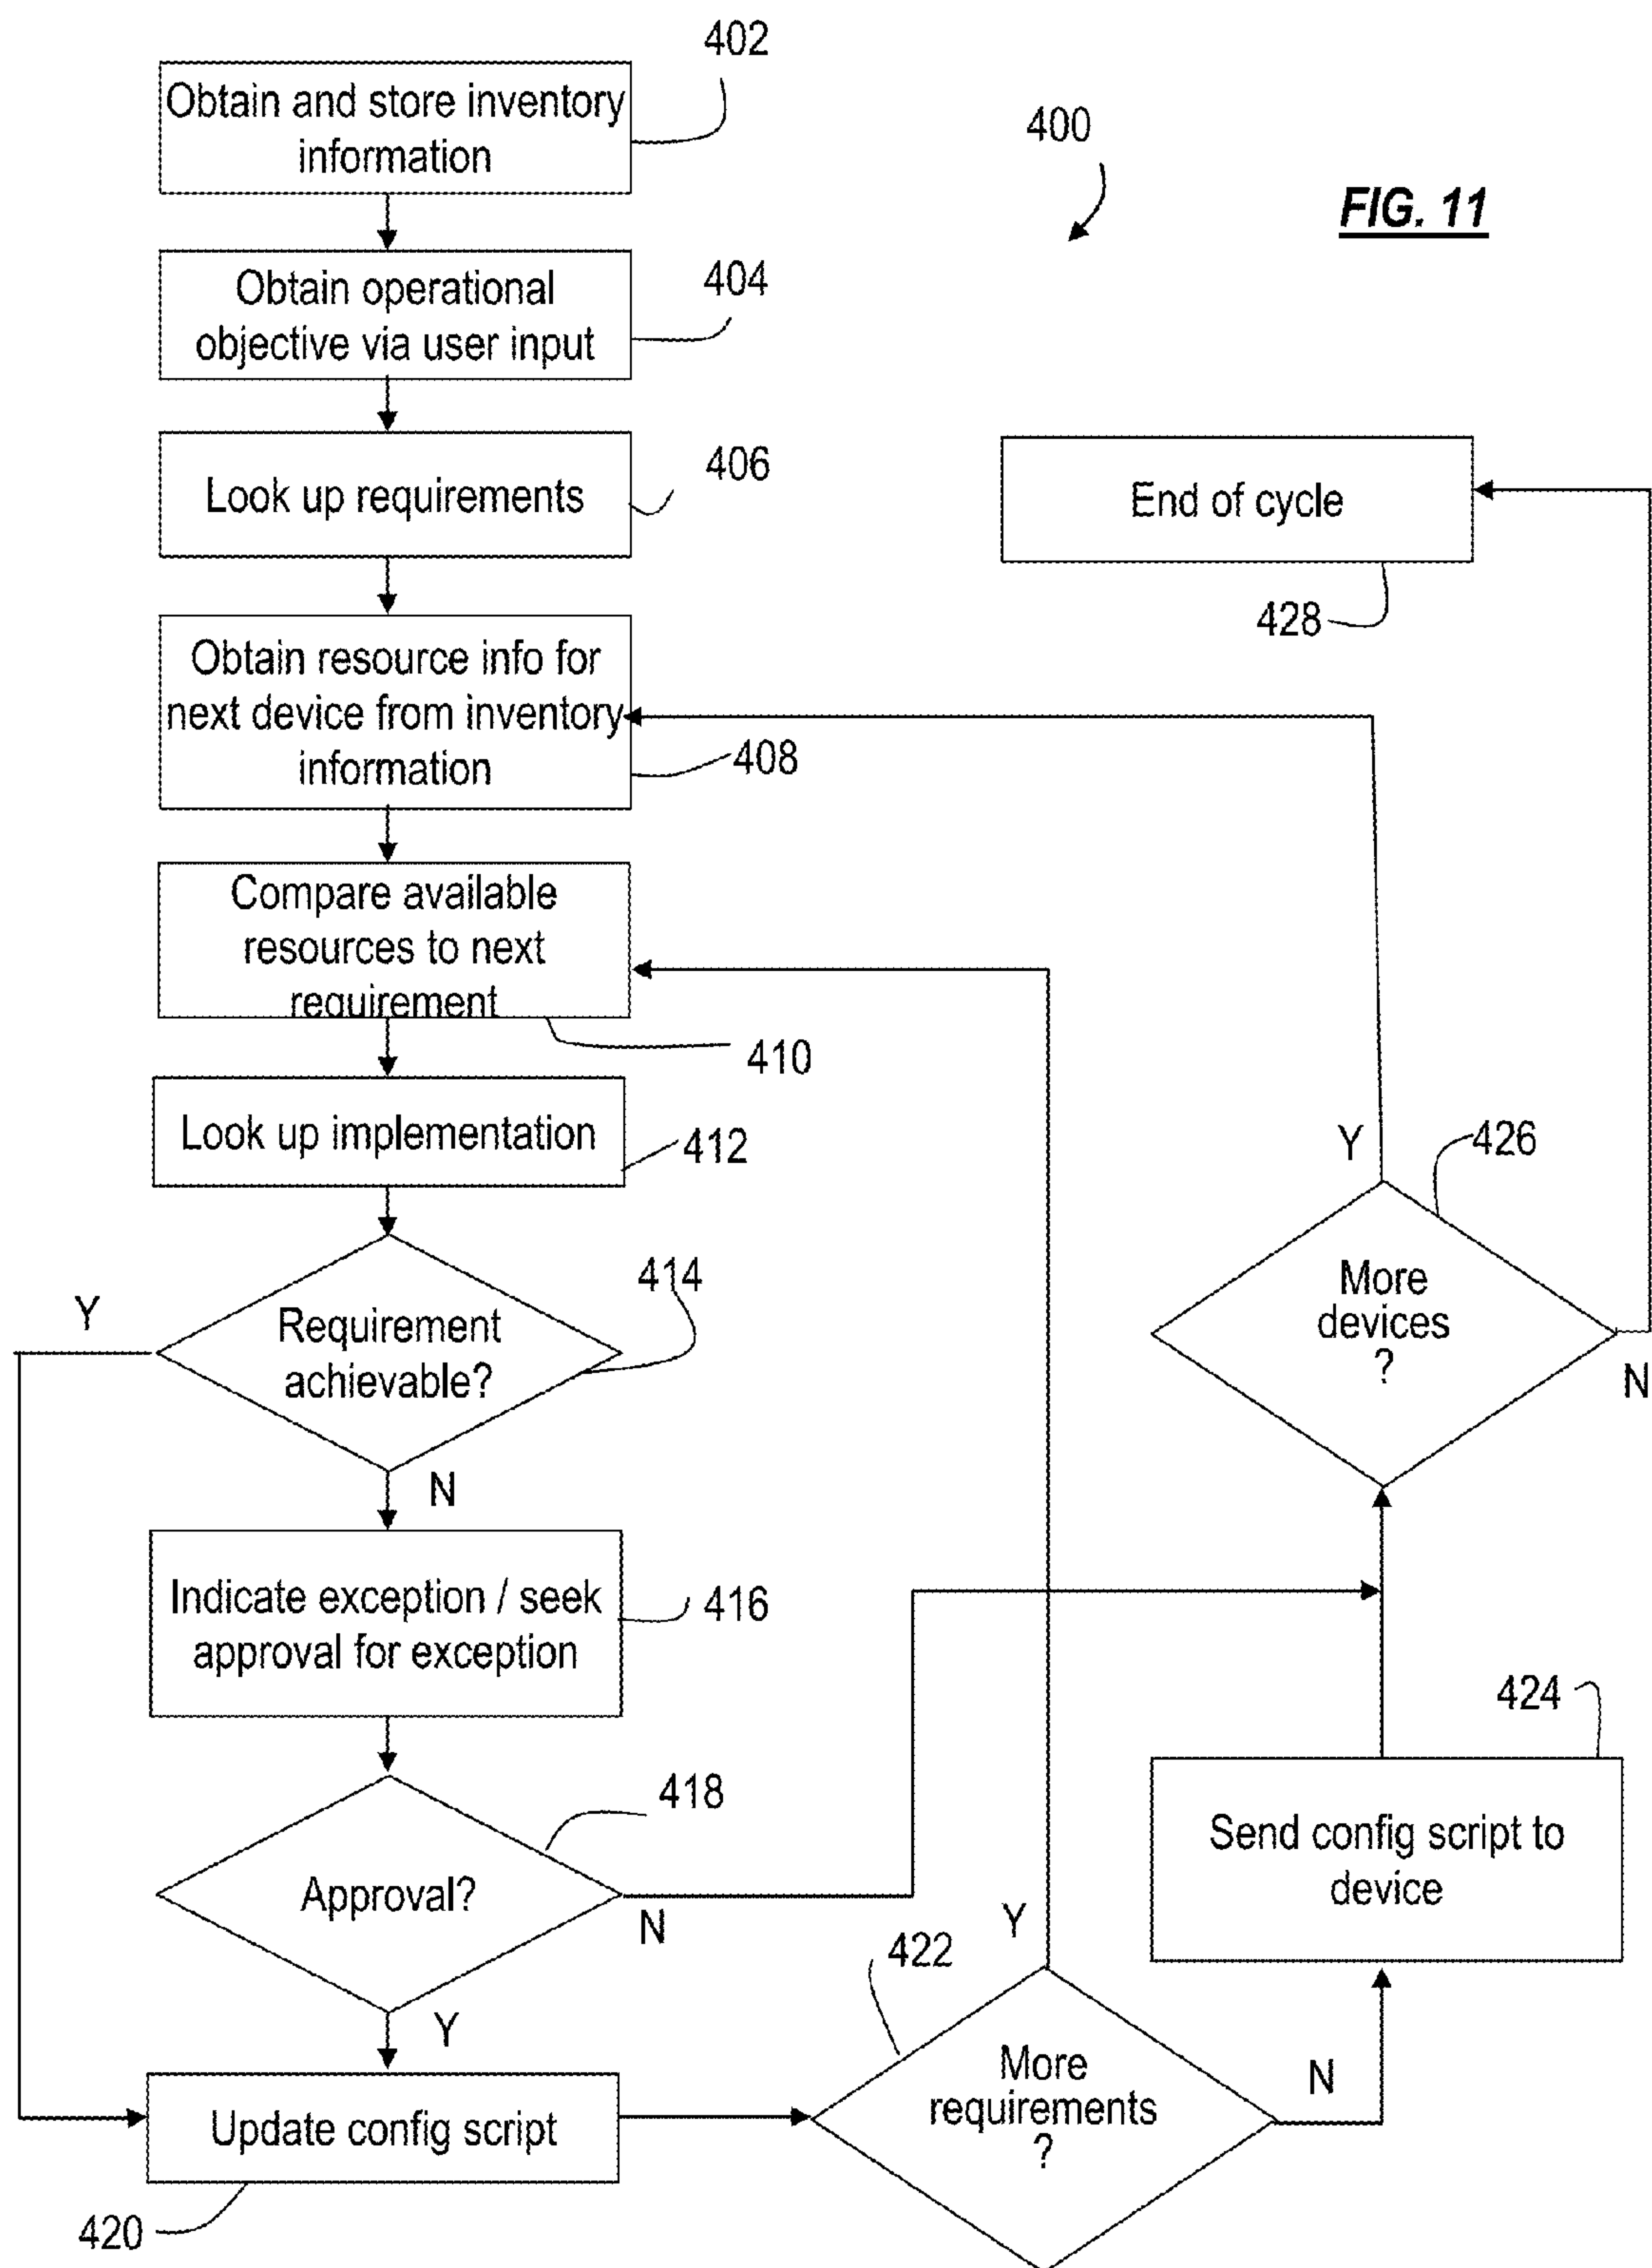 402
Obtain and store inventory
information
400
FIG. 11
Obtain operational
objective via user input
404
Look up requirements
406
End of cycle
428
Obtain resource info for
next device from inventory
information
408
Compare available
resources to next
requirement
410
Look up implementation
412
Y
426
More
devices
?
N
Y
Requirement
achievable?
414
N
Indicate exception / seek
approval for exception
416
424
Send config script to
device
418
Approval?
N
Y
Y
422
More
requirements
?
N
Update config script
420